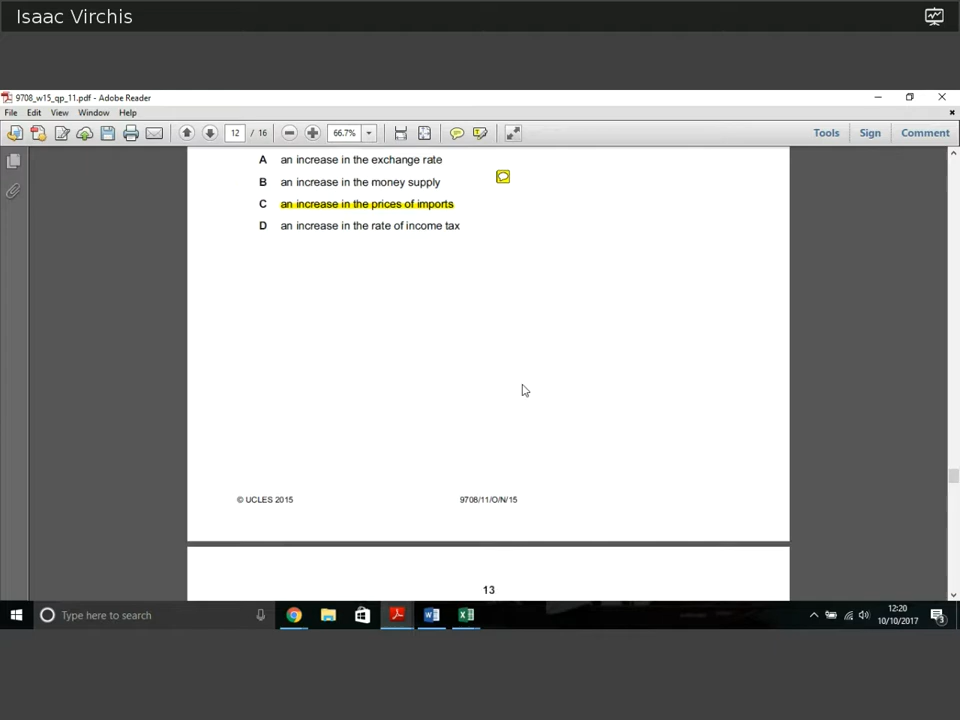 Isaac Virchis
9708_w15_qp_11.pdf - Adobe Reader
File Edit View Window Help
12 / 16 66.7% Tools Sign Comment
A an increase in the exchange rate
B an increase in the money supply
C an increase in the prices of imports
D an increase in the rate of income tax
© UCLES 2015 9708/11/O/N/15
13
Type here to search
12:20
10/10/2017
3